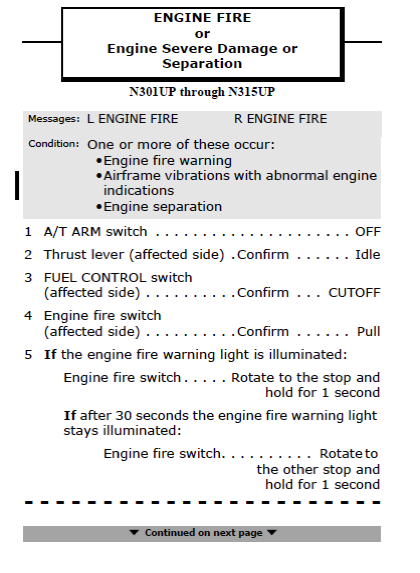 ENGINE FIRE
or
Engine Severe Damage or
Separation
N301UP through N315UP
Messages: L ENGINE FIRE R ENGINE FIRE
Condition: One or more of these occur:
•Engine fire warning
•Airframe vibrations with abnormal engine
indications
•Engine separation
1 A/T ARM switch . . . . . . . . . . . . . . . . . . . . . . OFF
2 Thrust lever (affected side) .Confirm . . . . . . Idle
3 FUEL CONTROL switch
(affected side) . . . . . . . . . .Confirm . . . CUTOFF
4 Engine fire switch
(affected side) . . . . . . . . . .Confirm . . . . . . Pull
5 If the engine fire warning light is illuminated:
Engine fire switch . . . . . Rotate to the stop and
hold for 1 second
If after 30 seconds the engine fire warning light
stays illuminated:
Engine fire switch. . . . . . . . . . Rotate to
the other stop and
hold for 1 second
▼ Continued on next page ▼